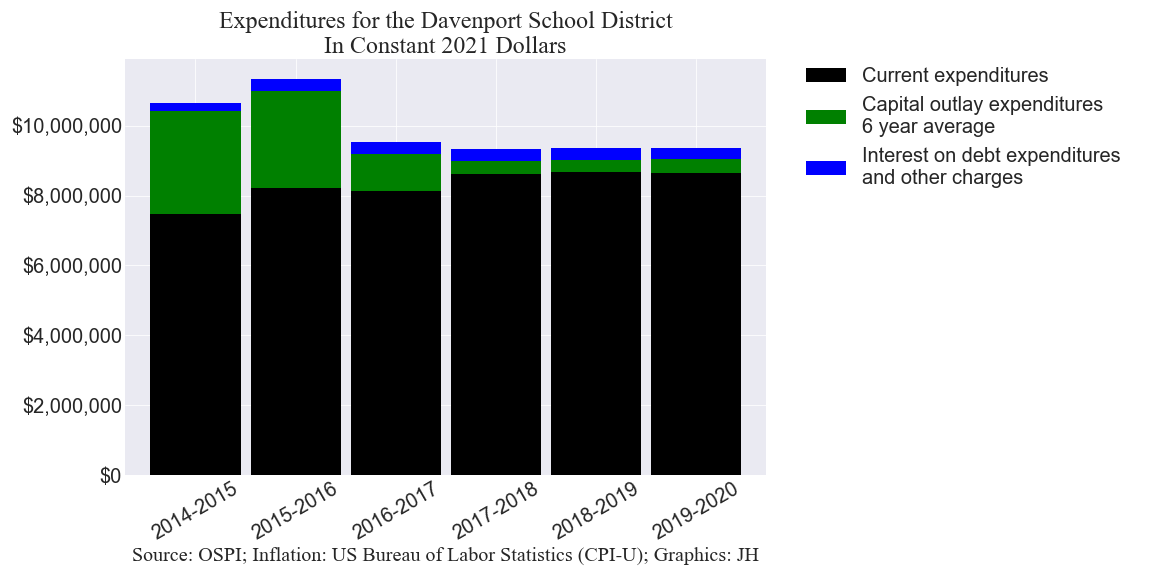 Expenditures for the Davenport School District
In Constant 2021 Dollars
Current expenditures
Capital outlay expenditures
6 year average
Interest on debt expenditures
and other charges
$10,000,000
$8,000,000
$6,000,000
$4,000,000
$2,000,000
$0
2014-2015
2015-2016
2016-2017
2017-2018
2018-2019
2019-2020
Source: OSPI; Inflation: US Bureau of Labor Statistics (CPI-U); Graphics: JH